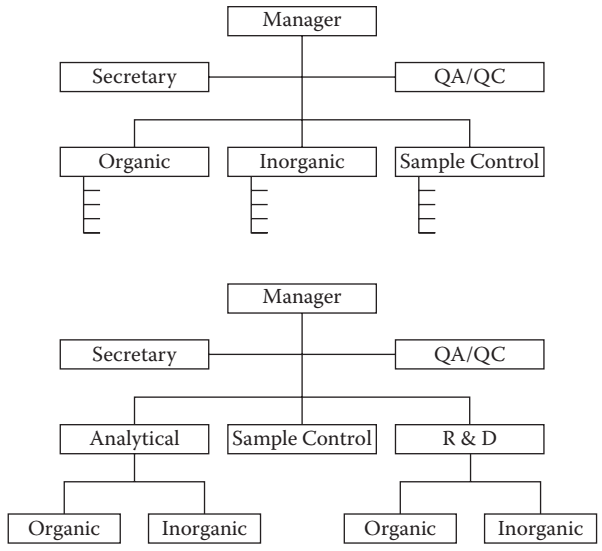 Manager
Secretary
QA/QC
Organic
Inorganic
Sample Control
Manager
Secretary
QA/QC
Analytical
Sample Control
R & D
Organic
Inorganic
Organic
Inorganic